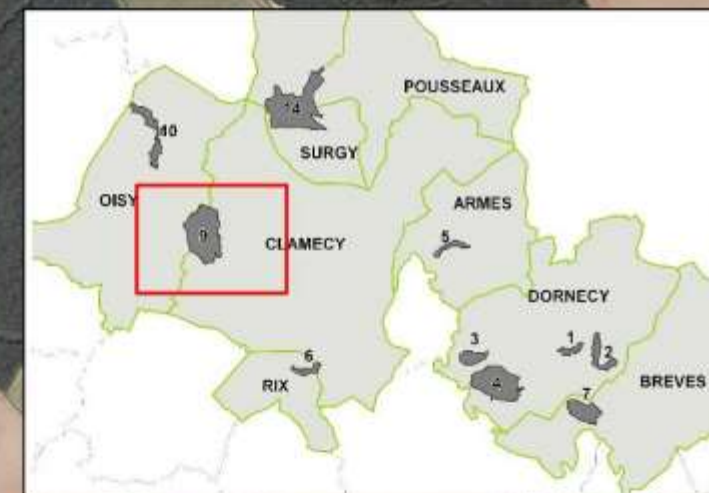 POUSSEAUX
14
10
SURGY
OISY
ARMES
9
CLAMECY
5
DORNECY
3
1
2
6
4
BREVES
RIX
7